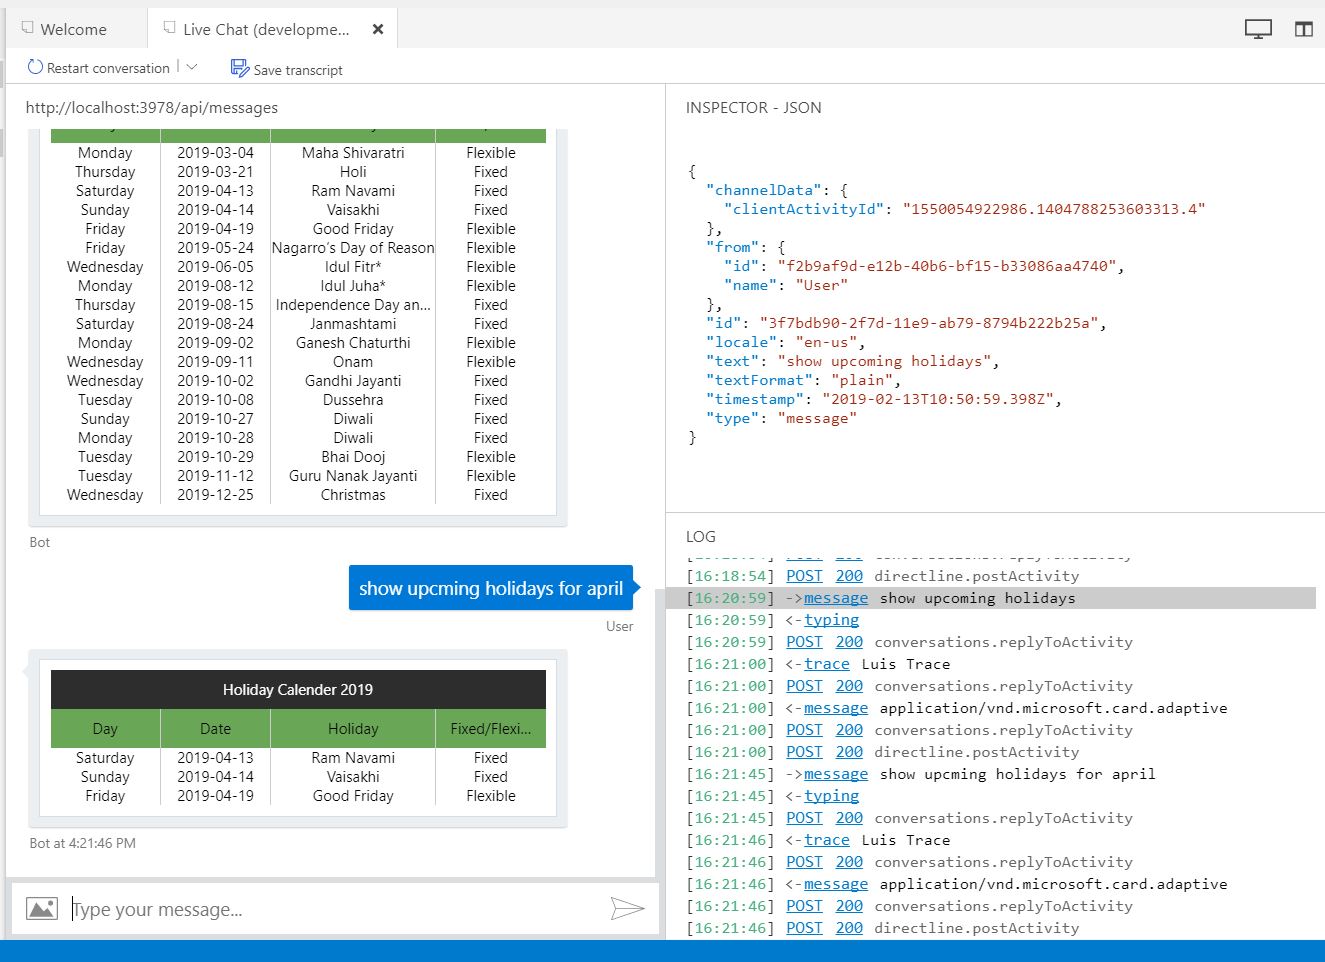 Welcome
Live Chat (developme...
Restart conversation
Save transcript
http://localhost:3978/api/messages
Monday 2019-03-04 Maha Shivaratri Flexible
Thursday 2019-03-21 Holi Fixed
Saturday 2019-04-13 Ram Navami Fixed
Sunday 2019-04-14 Vaisakhi Fixed
Friday 2019-04-19 Good Friday Flexible
Friday 2019-05-24 Nagarro's Day of Reason Flexible
Wednesday 2019-06-05 Idul Fitr* Flexible
Monday 2019-08-12 Idul Juha* Flexible
Thursday 2019-08-15 Independence Day an... Fixed
Saturday 2019-08-24 Janmashtami Fixed
Monday 2019-09-02 Ganesh Chaturthi Flexible
Wednesday 2019-09-11 Onam Flexible
Wednesday 2019-10-02 Gandhi Jayanti Fixed
Tuesday 2019-10-08 Dussehra Fixed
Sunday 2019-10-27 Diwali Fixed
Monday 2019-10-28 Diwali Fixed
Tuesday 2019-10-29 Bhai Dooj Flexible
Tuesday 2019-11-12 Guru Nanak Jayanti Flexible
Wednesday 2019-12-25 Christmas Fixed
Bot
show upcming holidays for april
User
Holiday Calender 2019
Day Date Holiday Fixed/Flexi...
Saturday 2019-04-13 Ram Navami Fixed
Sunday 2019-04-14 Vaisakhi Fixed
Friday 2019-04-19 Good Friday Flexible
Bot at 4:21:46 PM
Type your message...
INSPECTOR - JSON
{
"channelData": {
"clientActivityId": "1550054922986.1404788253603313.4"
},
"from": {
"id": "f2b9af9d-e12b-40b6-bf15-b33086aa4740",
"name": "User"
},
"id": "3f7bdb90-2f7d-11e9-ab79-8794b222b25a",
"locale": "en-us",
"text": "show upcoming holidays",
"textFormat": "plain",
"timestamp": "2019-02-13T10:50:59.398Z",
"type": "message"
}
LOG
[16:18:54] POST 200 directline.postActivity
[16:20:59] ->message show upcoming holidays
[16:20:59] <-typing
[16:20:59] POST 200 conversations.replyToActivity
[16:21:00] <-trace Luis Trace
[16:21:00] POST 200 conversations.replyToActivity
[16:21:00] <-message application/vnd.microsoft.card.adaptive
[16:21:00] POST 200 conversations.replyToActivity
[16:21:00] POST 200 directline.postActivity
[16:21:45] ->message show upcming holidays for april
[16:21:45] <-typing
[16:21:45] POST 200 conversations.replyToActivity
[16:21:46] <-trace Luis Trace
[16:21:46] POST 200 conversations.replyToActivity
[16:21:46] <-message application/vnd.microsoft.card.adaptive
[16:21:46] POST 200 conversations.replyToActivity
[16:21:46] POST 200 directline.postActivity